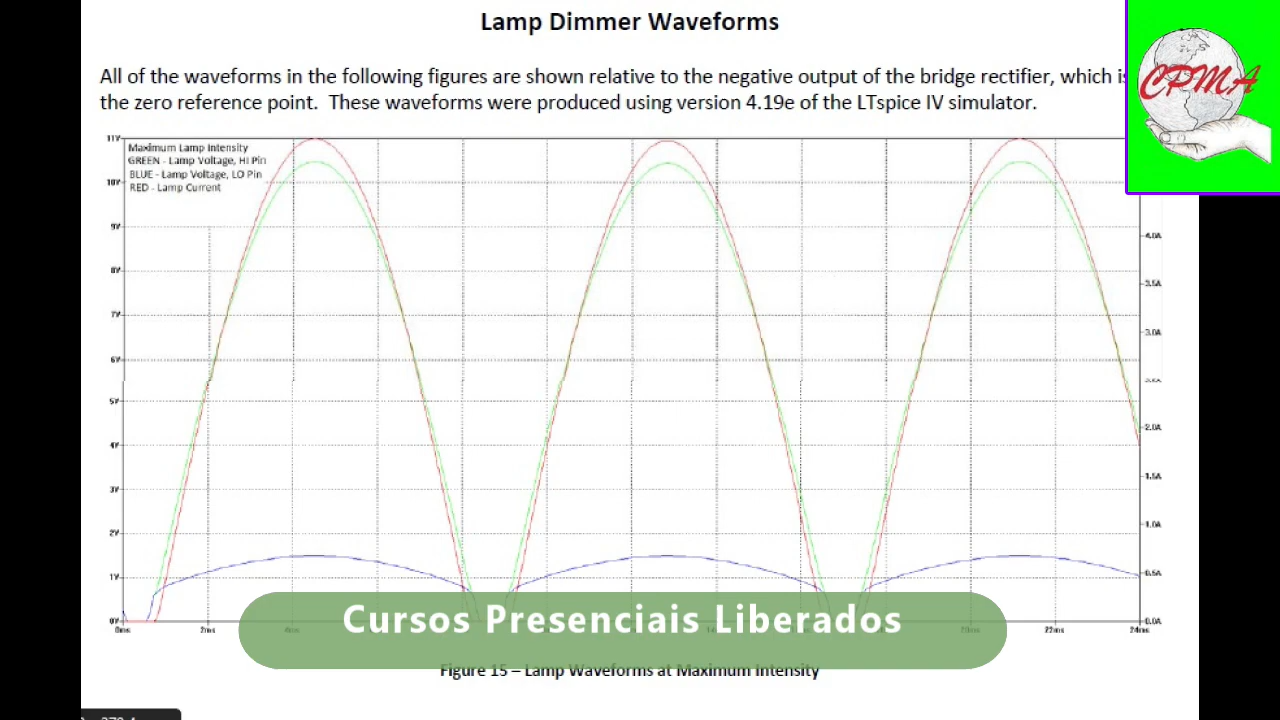 Lamp Dimmer Waveforms
CPMA
All of the waveforms in the following figures are shown relative to the negative output of the bridge rectifier, which is
the zero reference point. These waveforms were produced using version 4.19e of the LTspice IV simulator.
Maximum Lamp Intensity
GREEN - Lamp Voltage, HI Pin
BLUE - Lamp Voltage, LO Pin
RED - Lamp Current
11V
10V
9V
8V
7V
6V
5V
4V
3V
2V
1V
0V
4.0A
3.5A
3.0A
2.0A
1.5A
1.0A
0.5A
0.0A
0ms 2ms 20ms 22ms 24ms
Cursos Presenciais Liberados
Figure 15 – Lamp Waveforms at Maximum Intensity